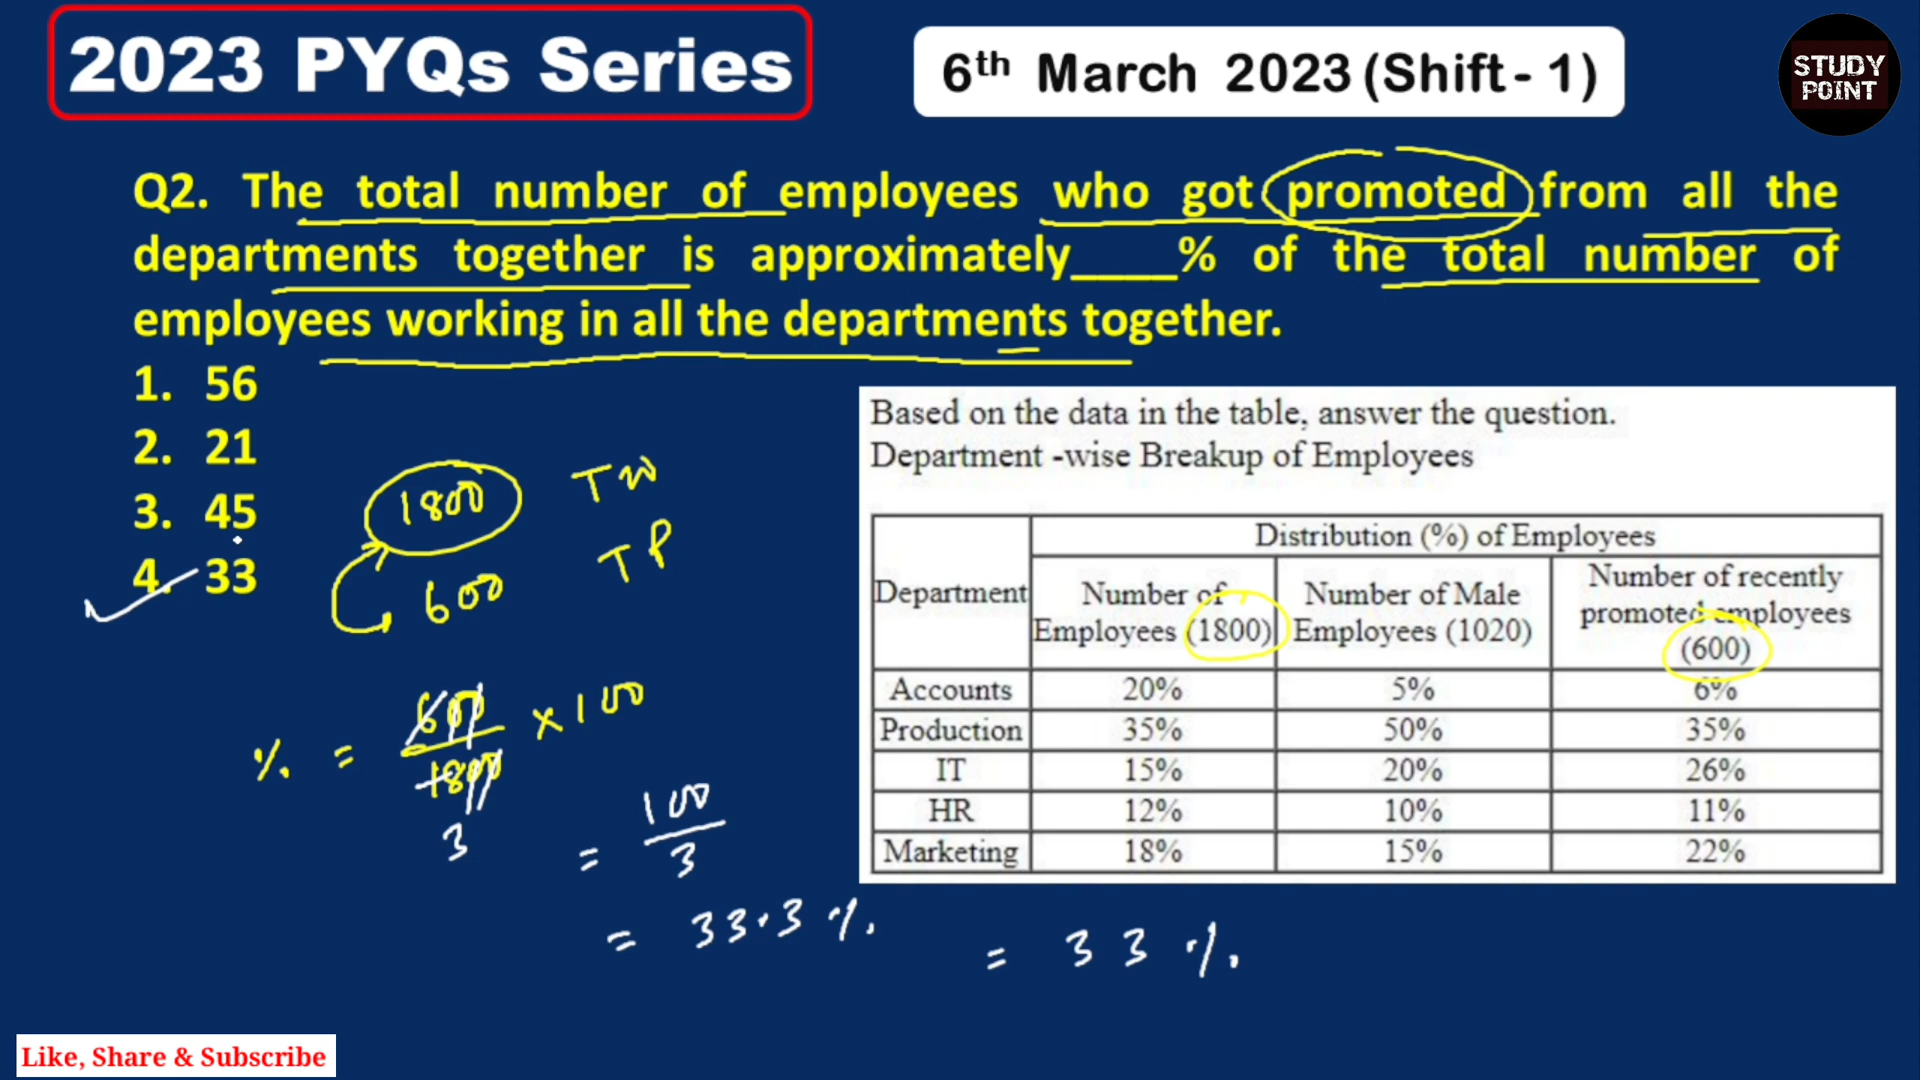 2023 PYQs Series
6th March 2023 (Shift - 1)
STUDY
POINT
Q2. The total number of employees who got promoted from all the
departments together is approximately____% of the total number of
employees working in all the departments together.
1. 56
2. 21
3. 45
4. 33
1800 TW
600 TP
% = 600/1800 × 100
3
= 100/3
= 33.3 %.
= 33 %.
Based on the data in the table, answer the question.
Department -wise Breakup of Employees
Department
Distribution (%) of Employees
Number of Employees (1800)
Number of Male Employees (1020)
Number of recently promoted employees (600)
Accounts 20% 5% 6%
Production 35% 50% 35%
IT 15% 20% 26%
HR 12% 10% 11%
Marketing 18% 15% 22%
Like, Share & Subscribe